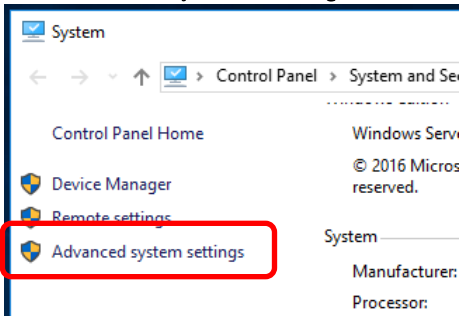 System
Control Panel > System and Se
Control Panel Home
Windows Serv
© 2016 Micros
reserved.
Device Manager
Remote settings
Advanced system settings
System
Manufacturer:
Processor: